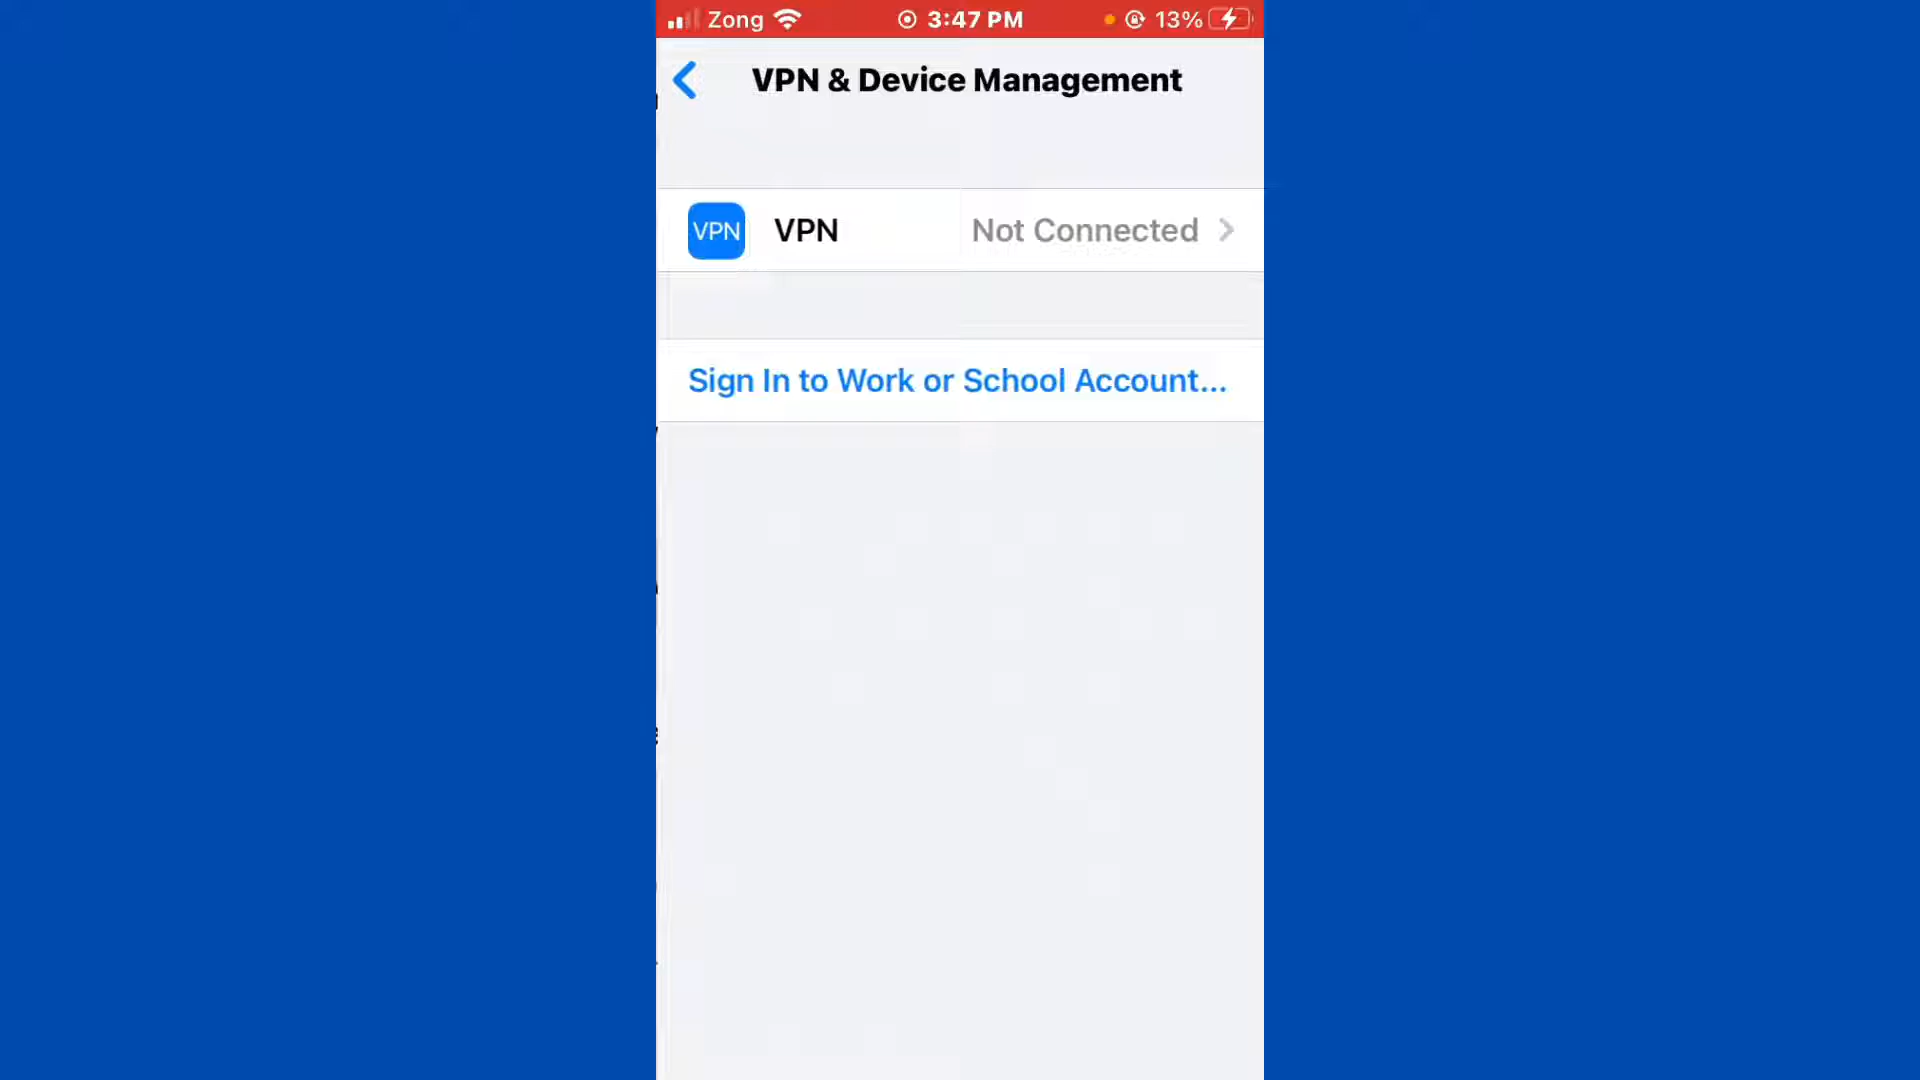 Zong 3:47 PM 13%
VPN & Device Management
VPN VPN Not Connected
Sign In to Work or School Account...